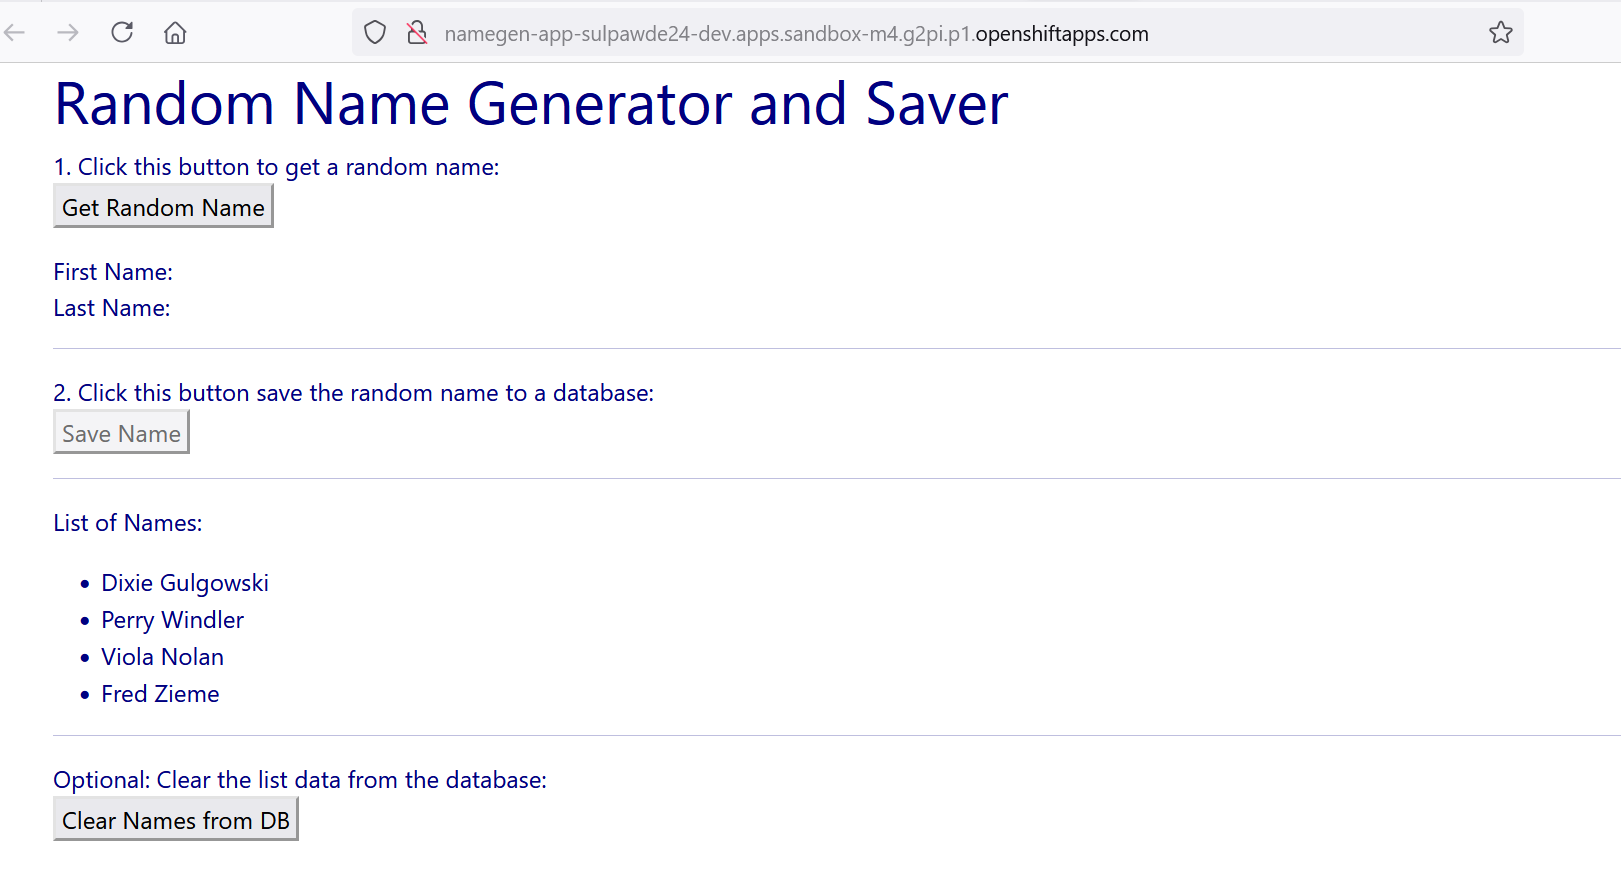 namegen-app-sulpawde24-dev.apps.sandbox-m4.g2pi.p1.openshiftapps.com
Random Name Generator and Saver
1. Click this button to get a random name:
Get Random Name
First Name:
Last Name:
2. Click this button save the random name to a database:
Save Name
List of Names:
• Dixie Gulgowski
• Perry Windler
• Viola Nolan
• Fred Zieme
Optional: Clear the list data from the database:
Clear Names from DB